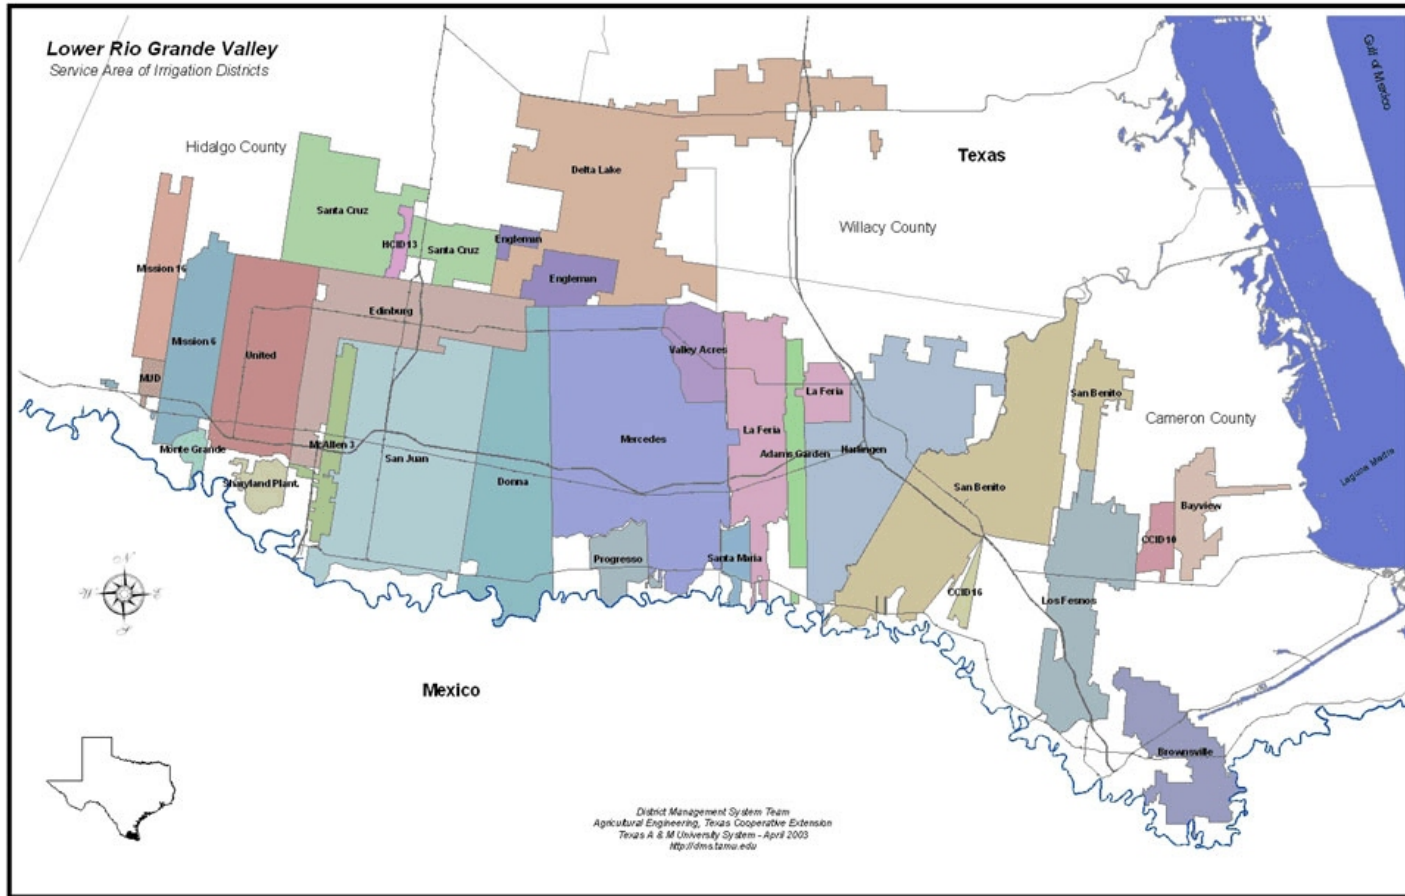 Lower Rio Grande Valley
Service Area of Irrigation Districts
Gulf of Mexico
Hidalgo County
Texas
Delta Lake
Santa Cruz
Willacy County
HCID13
Santa Cruz
Engleman
Mission 16
Engleman
Edinburg
Mission 6
United
Valley Acres
MUD
La Feria
San Benito
Cameron County
Monte Grande
McAllen 3
San Juan
Mercedes
La Feria
Adams Garden
Harlingen
Laguna Madre
Sharyland Plant.
Donna
San Benito
Bayview
CCID10
Progresso
Santa Maria
N
W
E
S
CCID16
Los Fesnos
Mexico
Brownsville
District Management System Team
Agricultural Engineering, Texas Cooperative Extension
Texas A & M University System - April 2003
http://dms.tamu.edu